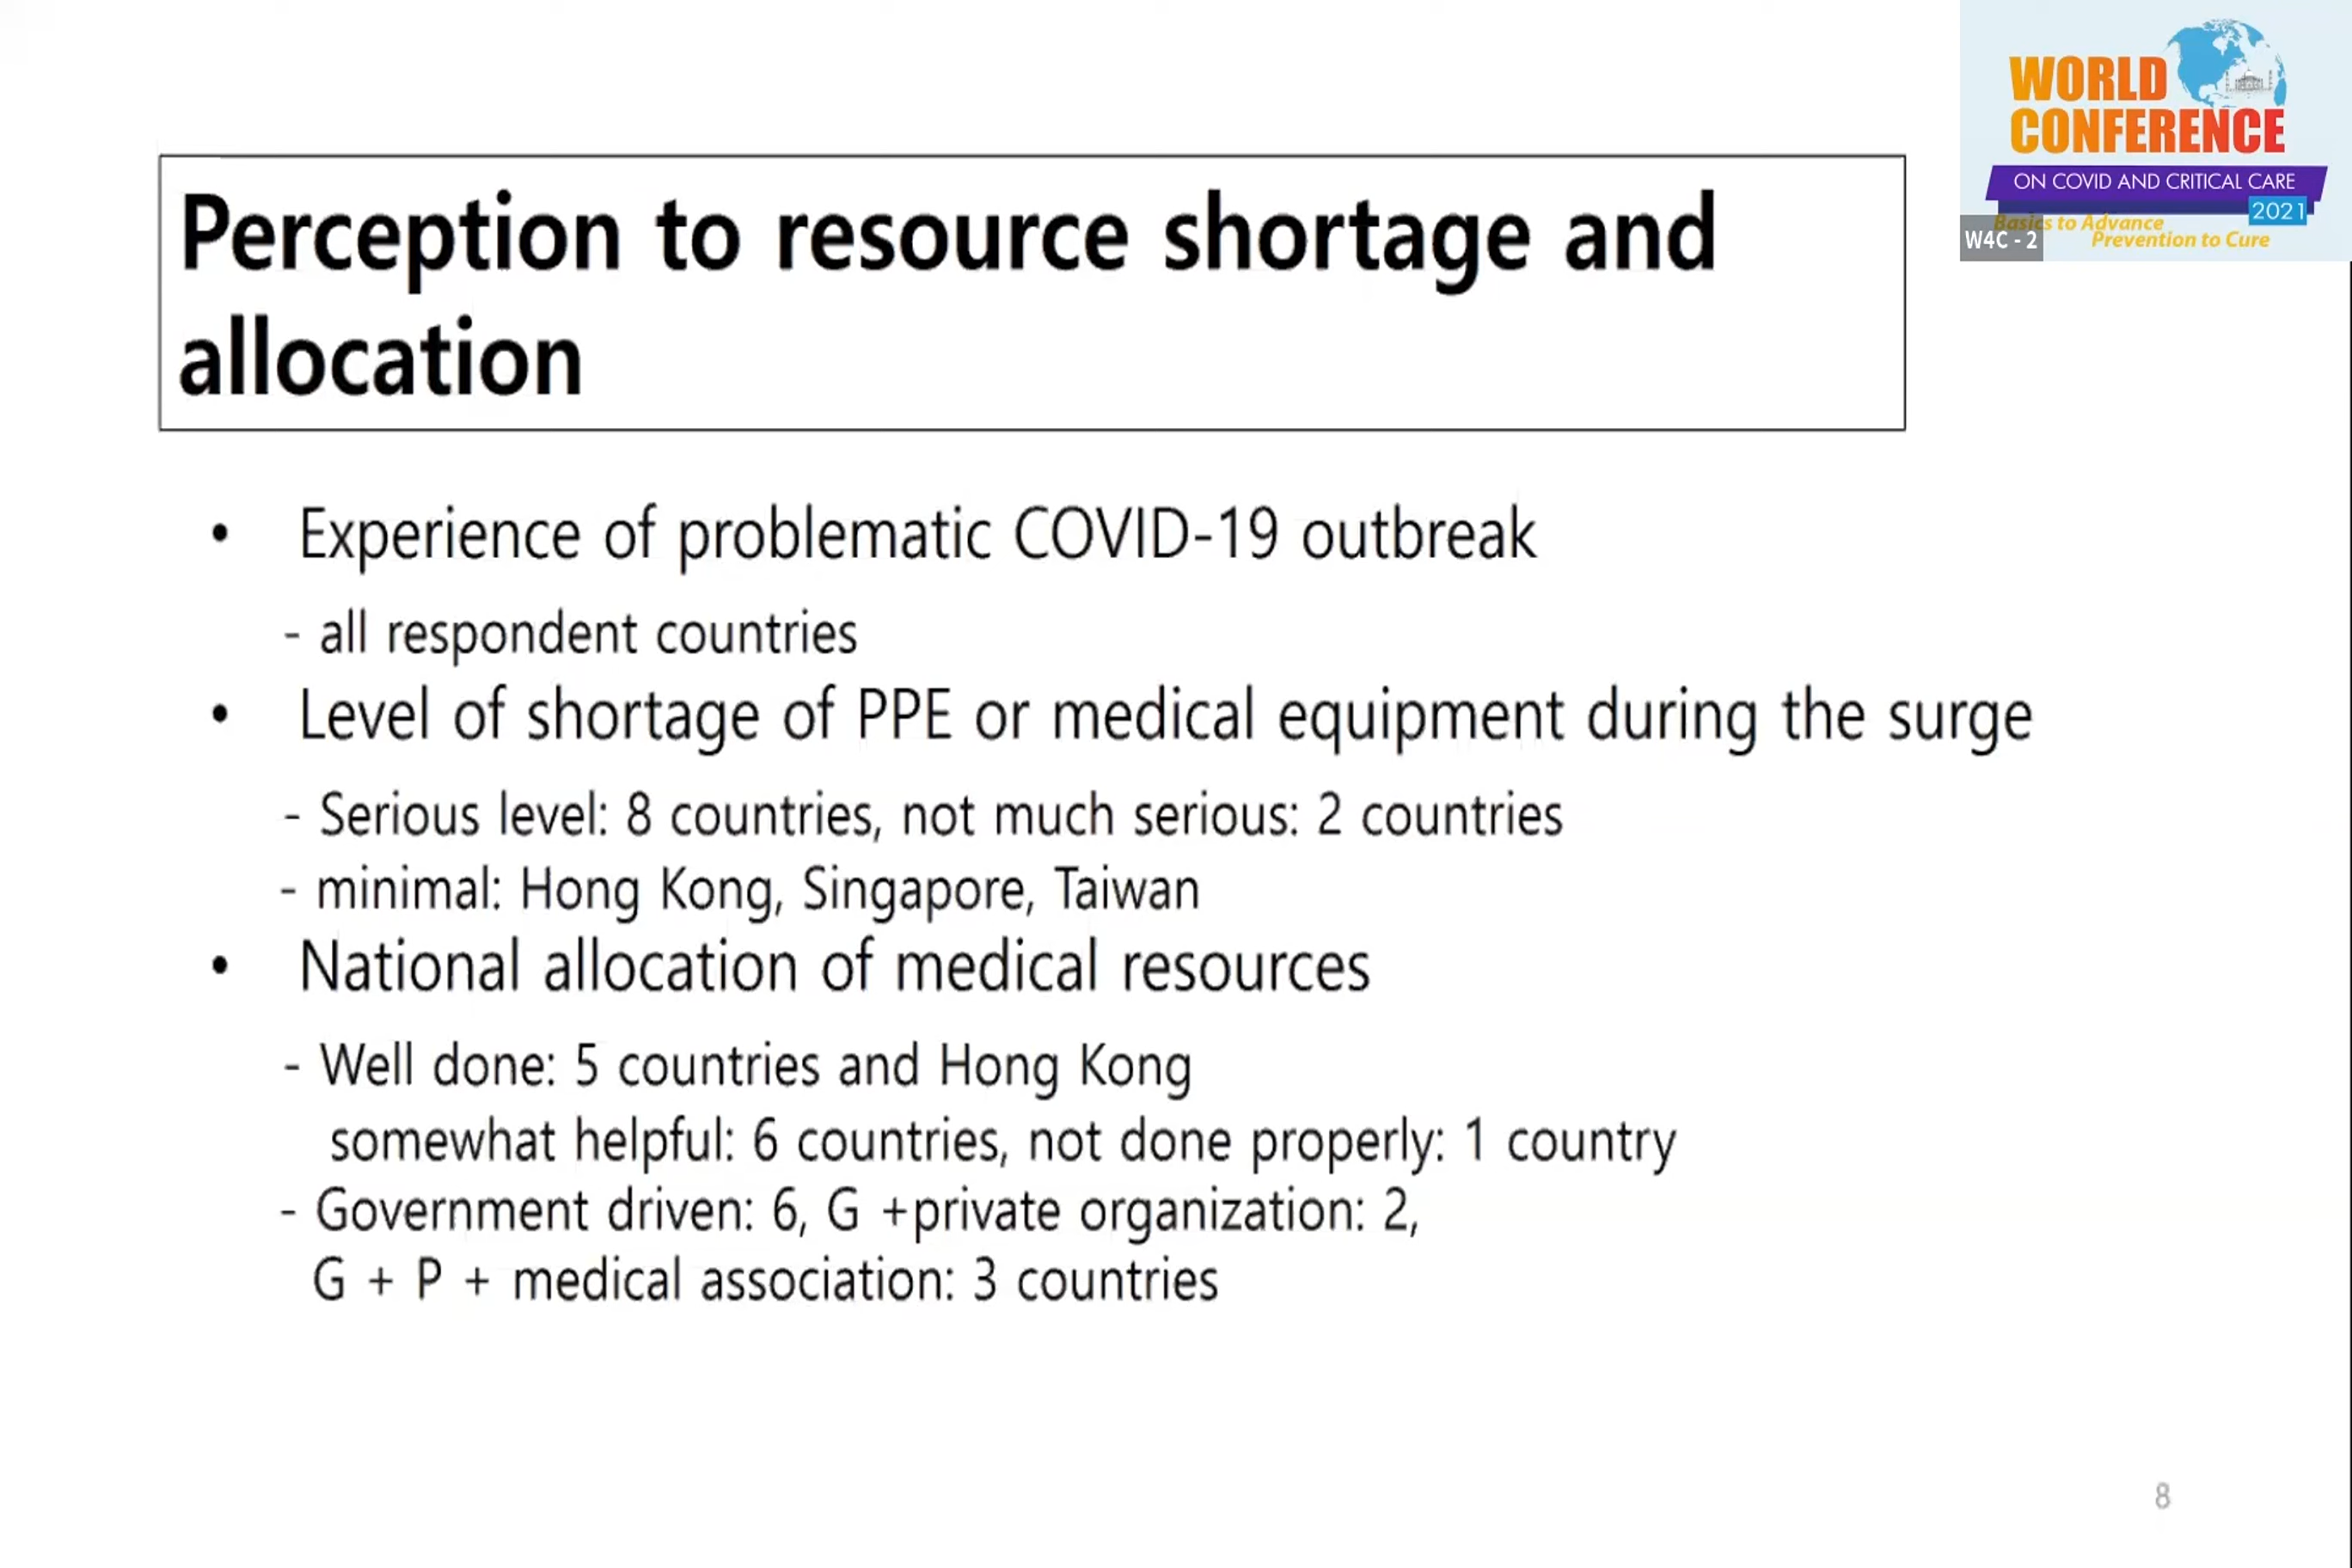 WORLD
CONFERENCE
ON COVID AND CRITICAL CARE
2021
Basics to Advance
Prevention to Cure
W4C - 2
Perception to resource shortage and
allocation
• Experience of problematic COVID-19 outbreak
- all respondent countries
• Level of shortage of PPE or medical equipment during the surge
- Serious level: 8 countries, not much serious: 2 countries
- minimal: Hong Kong, Singapore, Taiwan
• National allocation of medical resources
- Well done: 5 countries and Hong Kong
somewhat helpful: 6 countries, not done properly: 1 country
- Government driven: 6, G +private organization: 2,
G + P + medical association: 3 countries
8